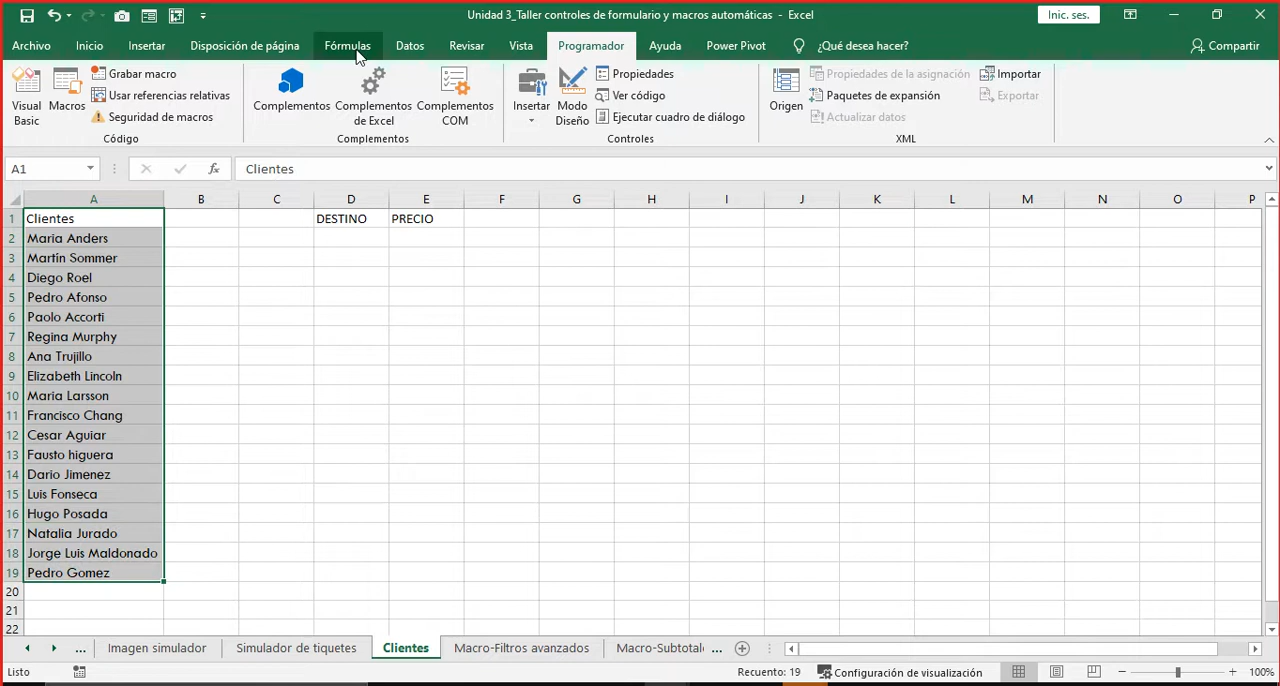 Unidad 3_Taller controles de formulario y macros automáticas - Excel
Inic. ses.
Archivo Inicio Insertar Disposición de página Fórmulas Datos Revisar Vista Programador Ayuda Power Pivot ¿Qué desea hacer? Compartir
Visual Basic
Macros
Grabar macro
Usar referencias relativas
Seguridad de macros
Código
Complementos
Complementos de Excel
Complementos COM
Complementos
Insertar
Modo Diseño
Propiedades
Ver código
Ejecutar cuadro de diálogo
Controles
Origen
Propiedades de la asignación
Paquetes de expansión
Actualizar datos
Importar
Exportar
XML
A1 fx Clientes
A B C D E F G H I J K L M N O P
1 Clientes DESTINO PRECIO
2 Maria Anders
3 Martín Sommer
4 Diego Roel
5 Pedro Afonso
6 Paolo Accorti
7 Regina Murphy
8 Ana Trujillo
9 Elizabeth Lincoln
10 Maria Larsson
11 Francisco Chang
12 Cesar Aguiar
13 Fausto higuera
14 Dario Jimenez
15 Luis Fonseca
16 Hugo Posada
17 Natalia Jurado
18 Jorge Luis Maldonado
19 Pedro Gomez
20
21
22
... Imagen simulador Simulador de tiquetes Clientes Macro-Filtros avanzados Macro-Subtotale ...
Listo Recuento: 19 Configuración de visualización 100%